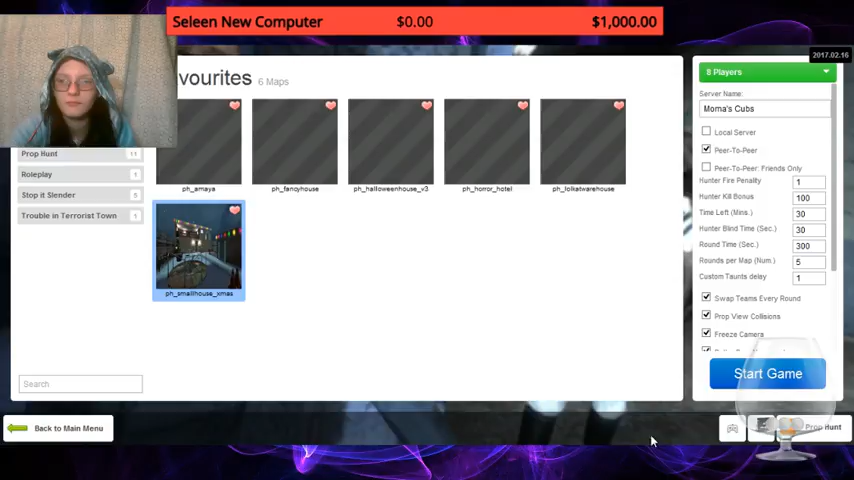 Seleen New Computer $0.00 $1,000.00
2017.02.16
vourites 6 Maps
8 Players
Server Name:
Moma's Cubs
Local Server
Peer-To-Peer
Peer-To-Peer: Friends Only
Hunter Fire Penalty 1
Hunter Kill Bonus 100
Time Left (Mins.) 30
Hunter Blind Time (Sec.) 30
Round Time (Sec.) 300
Rounds per Map (Num.) 5
Custom Taunts delay 1
Swap Teams Every Round
Prop View Collisions
Freeze Camera
Prop Hunt 11
Roleplay 1
Stop it Slender 5
Trouble in Terrorist Town 1
ph_amaya
ph_fancyhouse
ph_halloweenhouse_v3
ph_horror_hotel
ph_lolkatwarehouse
ph_smallhouse_xmas
Search
Start Game
Back to Main Menu
Prop Hunt